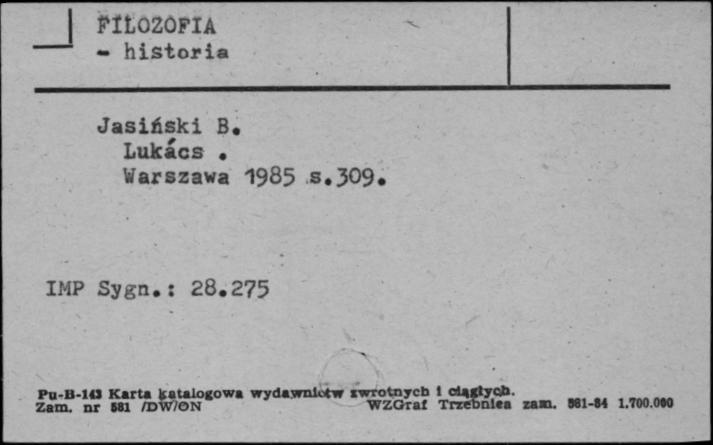 FILOZOFIA
- historia
Jasiński B.
Lukács .
Warszawa 1985 s.309.
IMP Sygn.: 28.275
Pu-B-143 Karta katalogowa wydawnictw zwrotnych i ciągłych.
Zam. nr 581 /DW/ON WZGraf Trzebnica zam. 581-84 1.700.000